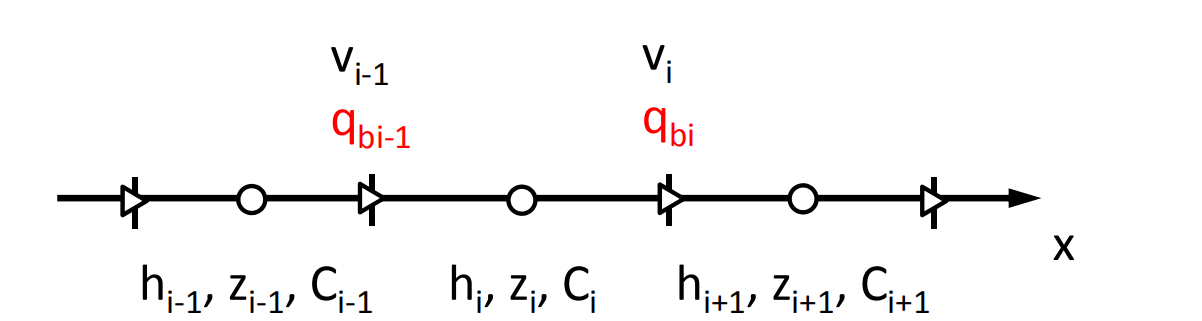 v_{i-1} v_i
q_{bi-1} q_{bi}
x
h_{i-1}, z_{i-1}, C_{i-1} h_i, z_i, C_i h_{i+1}, z_{i+1}, C_{i+1}